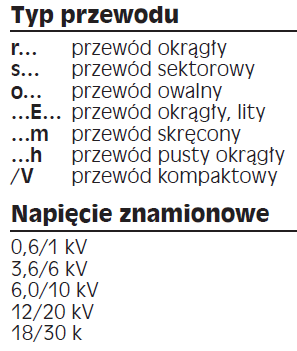 Typ przewodu
r... przewód okrągły
s... przewód sektorowy
o... przewód owalny
...E... przewód okrągły, lity
...m przewód skręcony
...h przewód pusty okrągły
/V przewód kompaktowy
Napięcie znamionowe
0,6/1 kV
3,6/6 kV
6,0/10 kV
12/20 kV
18/30 k